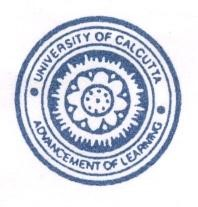 UNIVERSITY OF CALCUTTA
ADVANCEMENT OF LEARNING